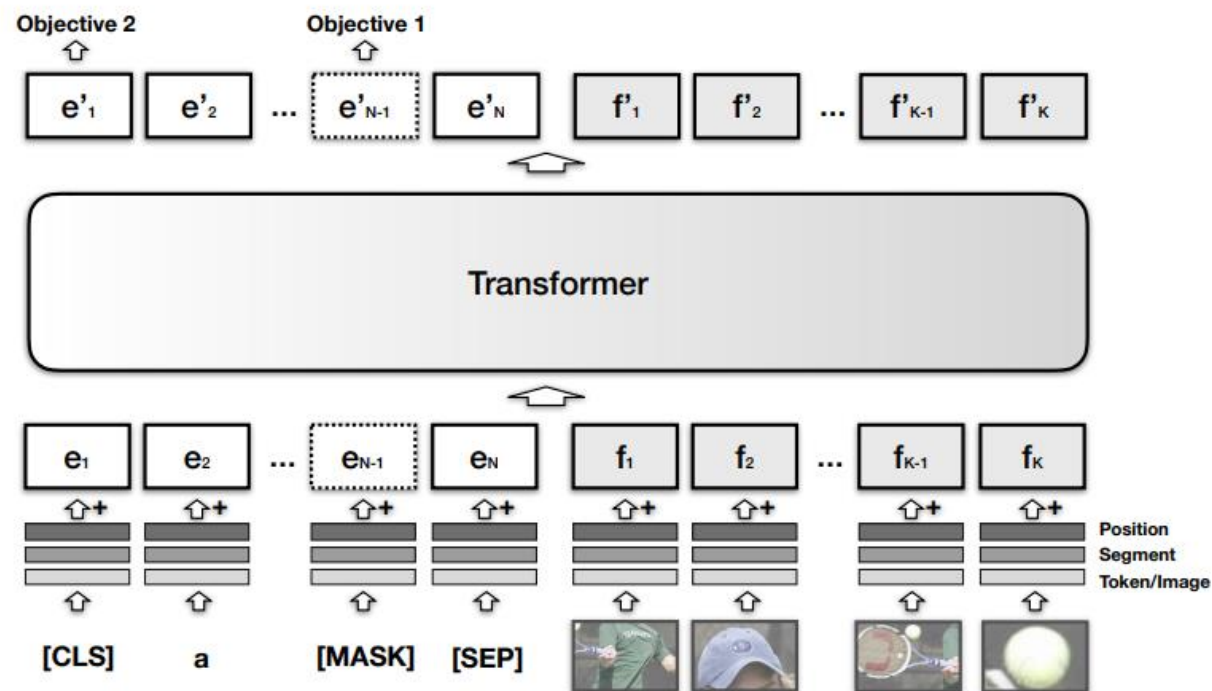 Objective 2 Objective 1
e'1 e'2 ... e'N-1 e'N f'1 f'2 ... f'K-1 f'K
Transformer
e1 e2 ... eN-1 eN f1 f2 ... fK-1 fK
+ + + + + + + +
Position
Segment
Token/Image
[CLS] a [MASK] [SEP]